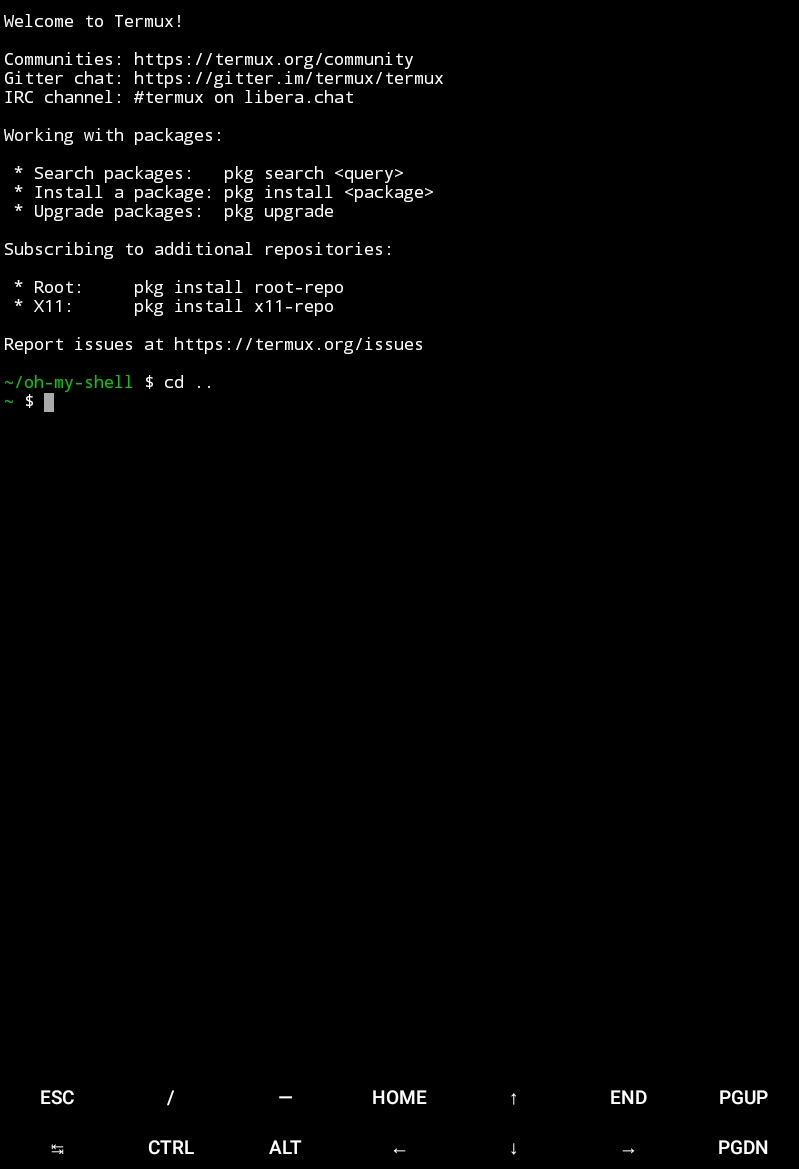 Welcome to Termux!
Communities: https://termux.org/community
Gitter chat: https://gitter.im/termux/termux
IRC channel: #termux on libera.chat
Working with packages:
* Search packages:   pkg search <query>
* Install a package: pkg install <package>
* Upgrade packages:  pkg upgrade
Subscribing to additional repositories:
* Root:     pkg install root-repo
* X11:      pkg install x11-repo
Report issues at https://termux.org/issues
~/oh-my-shell $ cd ..
~ $
ESC / — HOME ↑ END PGUP
↹ CTRL ALT ← ↓ → PGDN